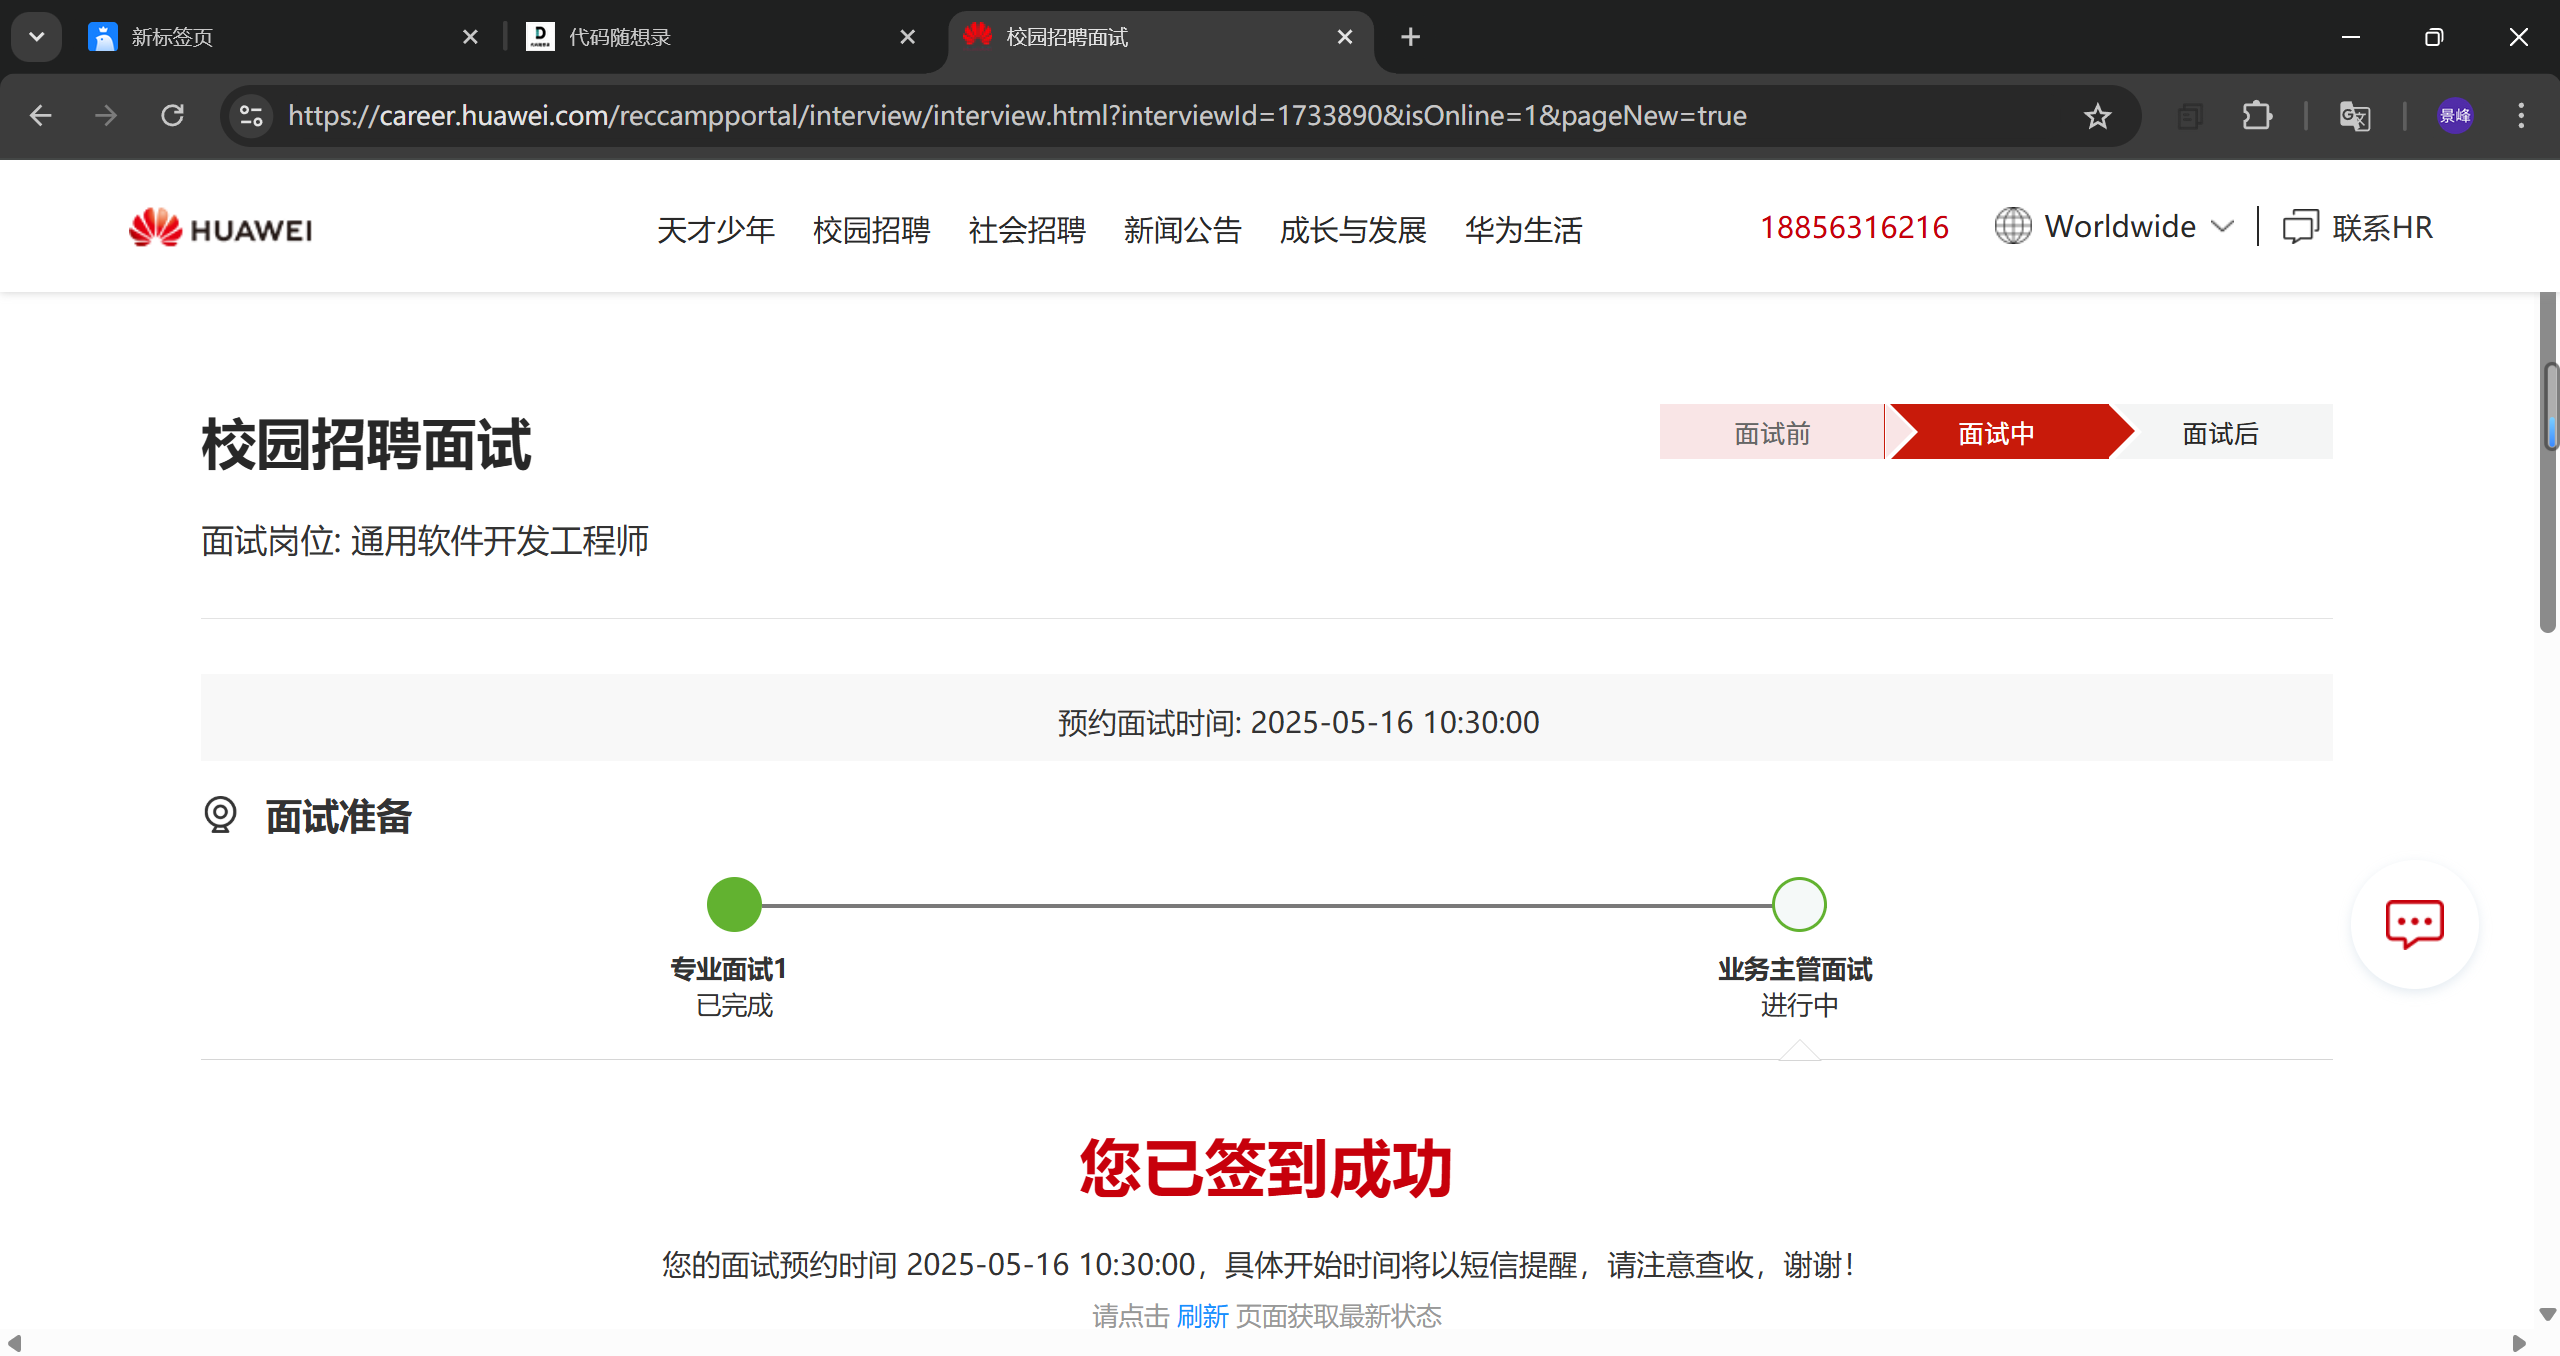 新标签页
代码随想录
校园招聘面试
https://career.huawei.com/reccampportal/interview/interview.html?interviewId=1733890&isOnline=1&pageNew=true
景峰
HUAWEI
天才少年 校园招聘 社会招聘 新闻公告 成长与发展 华为生活
18856316216
Worldwide
联系HR
校园招聘面试
面试前 面试中 面试后
面试岗位: 通用软件开发工程师
预约面试时间: 2025-05-16 10:30:00
面试准备
专业面试1
已完成
业务主管面试
进行中
您已签到成功
您的面试预约时间 2025-05-16 10:30:00，具体开始时间将以短信提醒，请注意查收，谢谢！
请点击 刷新 页面获取最新状态